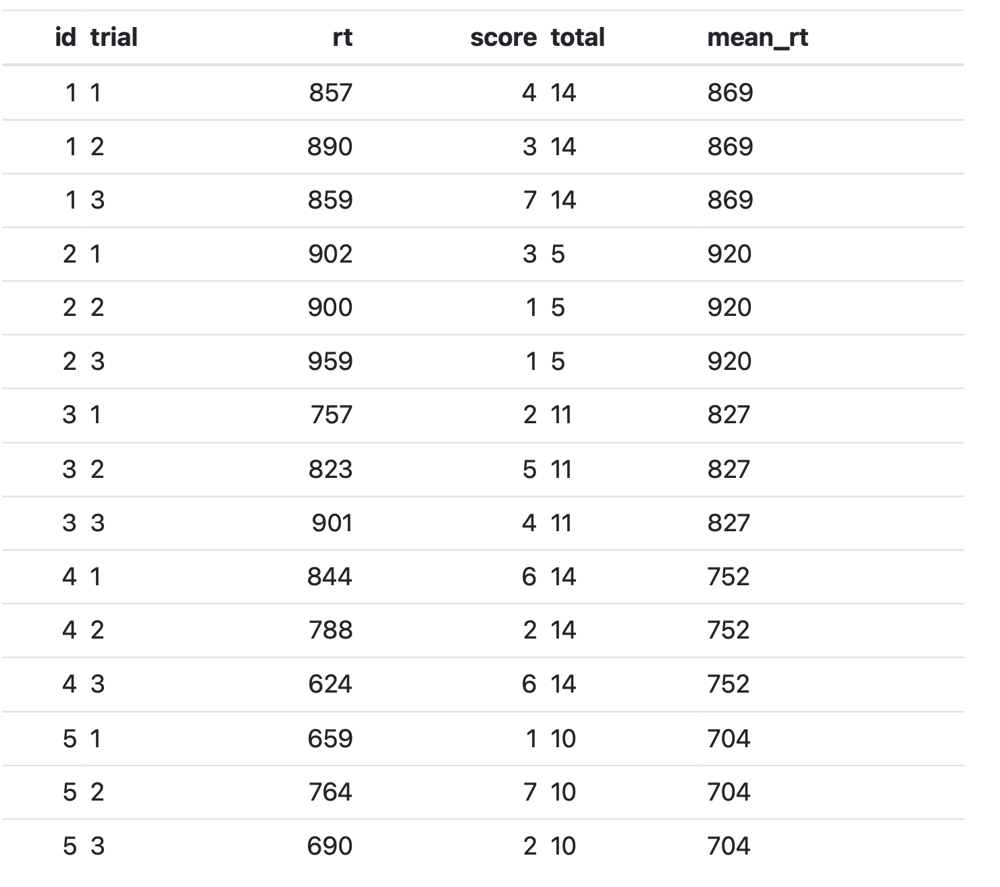 id trial rt score total mean_rt
1 1 857 4 14 869
1 2 890 3 14 869
1 3 859 7 14 869
2 1 902 3 5 920
2 2 900 1 5 920
2 3 959 1 5 920
3 1 757 2 11 827
3 2 823 5 11 827
3 3 901 4 11 827
4 1 844 6 14 752
4 2 788 2 14 752
4 3 624 6 14 752
5 1 659 1 10 704
5 2 764 7 10 704
5 3 690 2 10 704